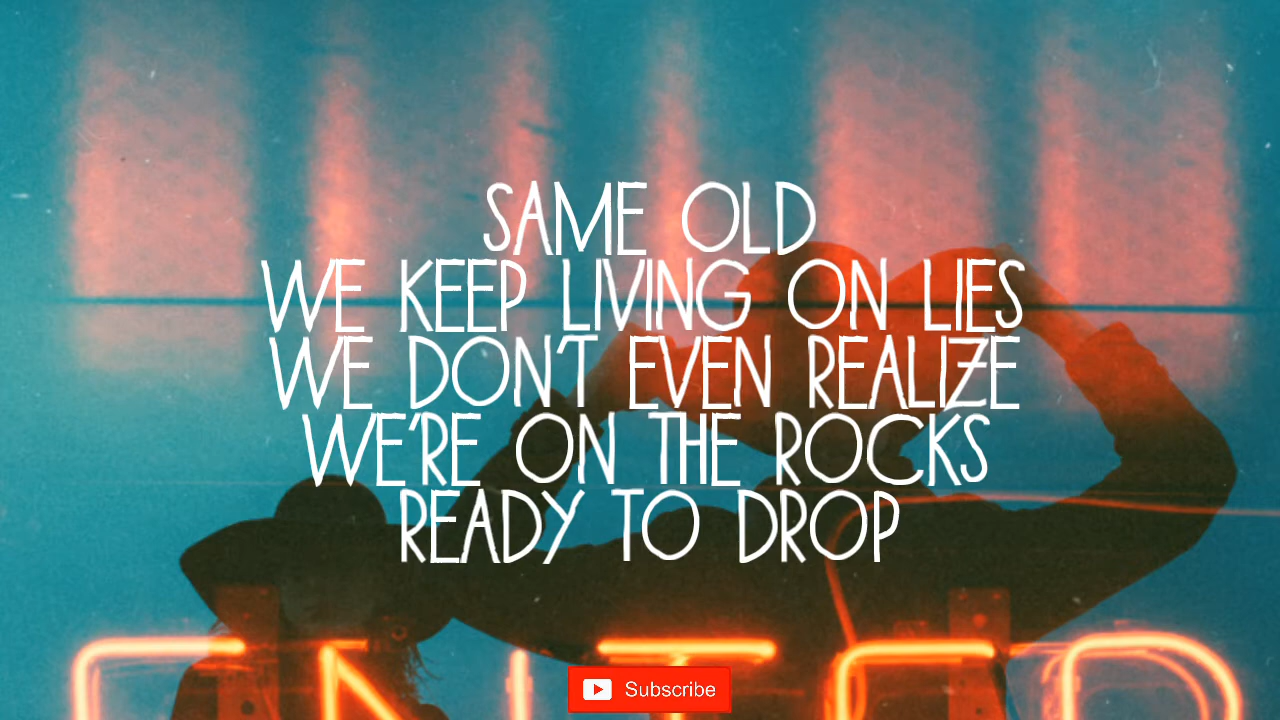 SAME OLD
WE KEEP LIVING ON LIES
WE DON'T EVEN REALIZE
WE'RE ON THE ROCKS
READY TO DROP
ENTER
Subscribe